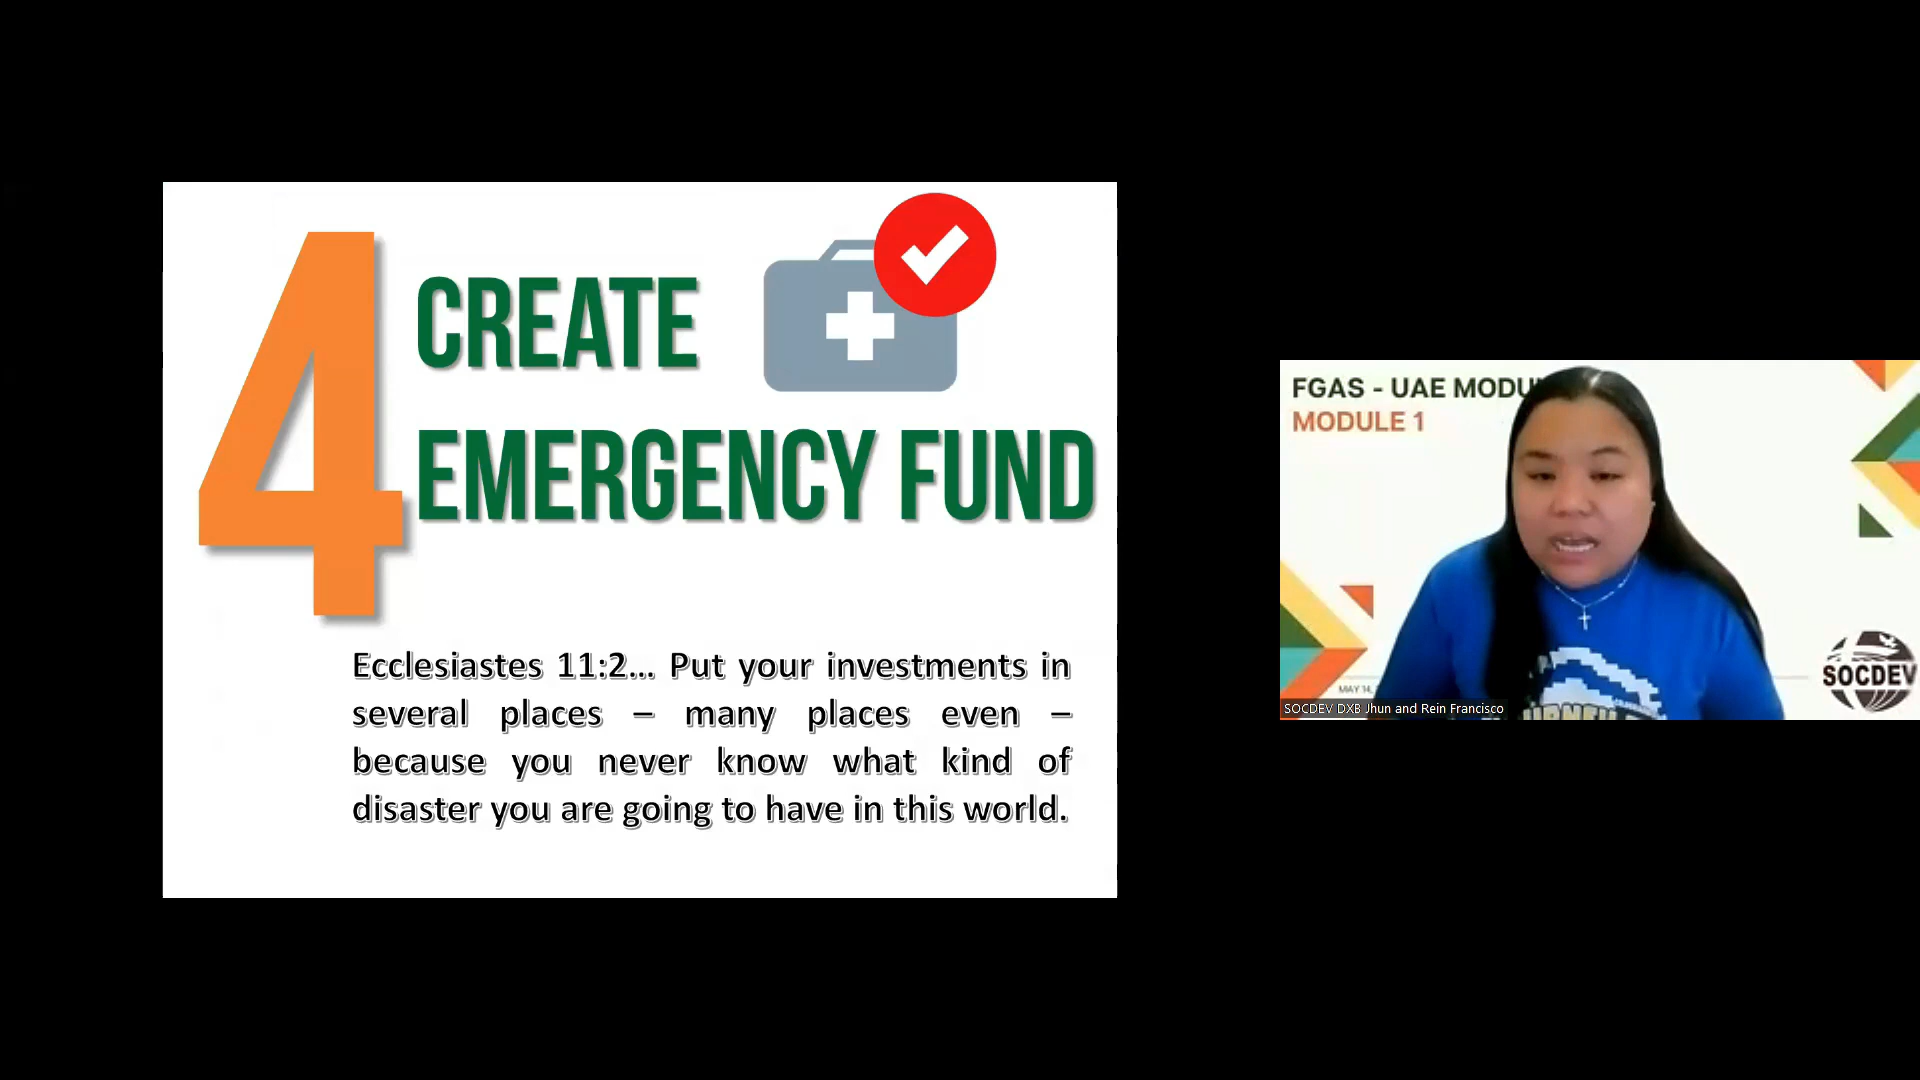 4
CREATE
EMERGENCY FUND
Ecclesiastes 11:2... Put your investments in
several places – many places even –
because you never know what kind of
disaster you are going to have in this world.
FGAS - UAE
MODULE 1
MAY 14,
SOCDEV
SOCDEV DXB Jhun and Rein Francisco